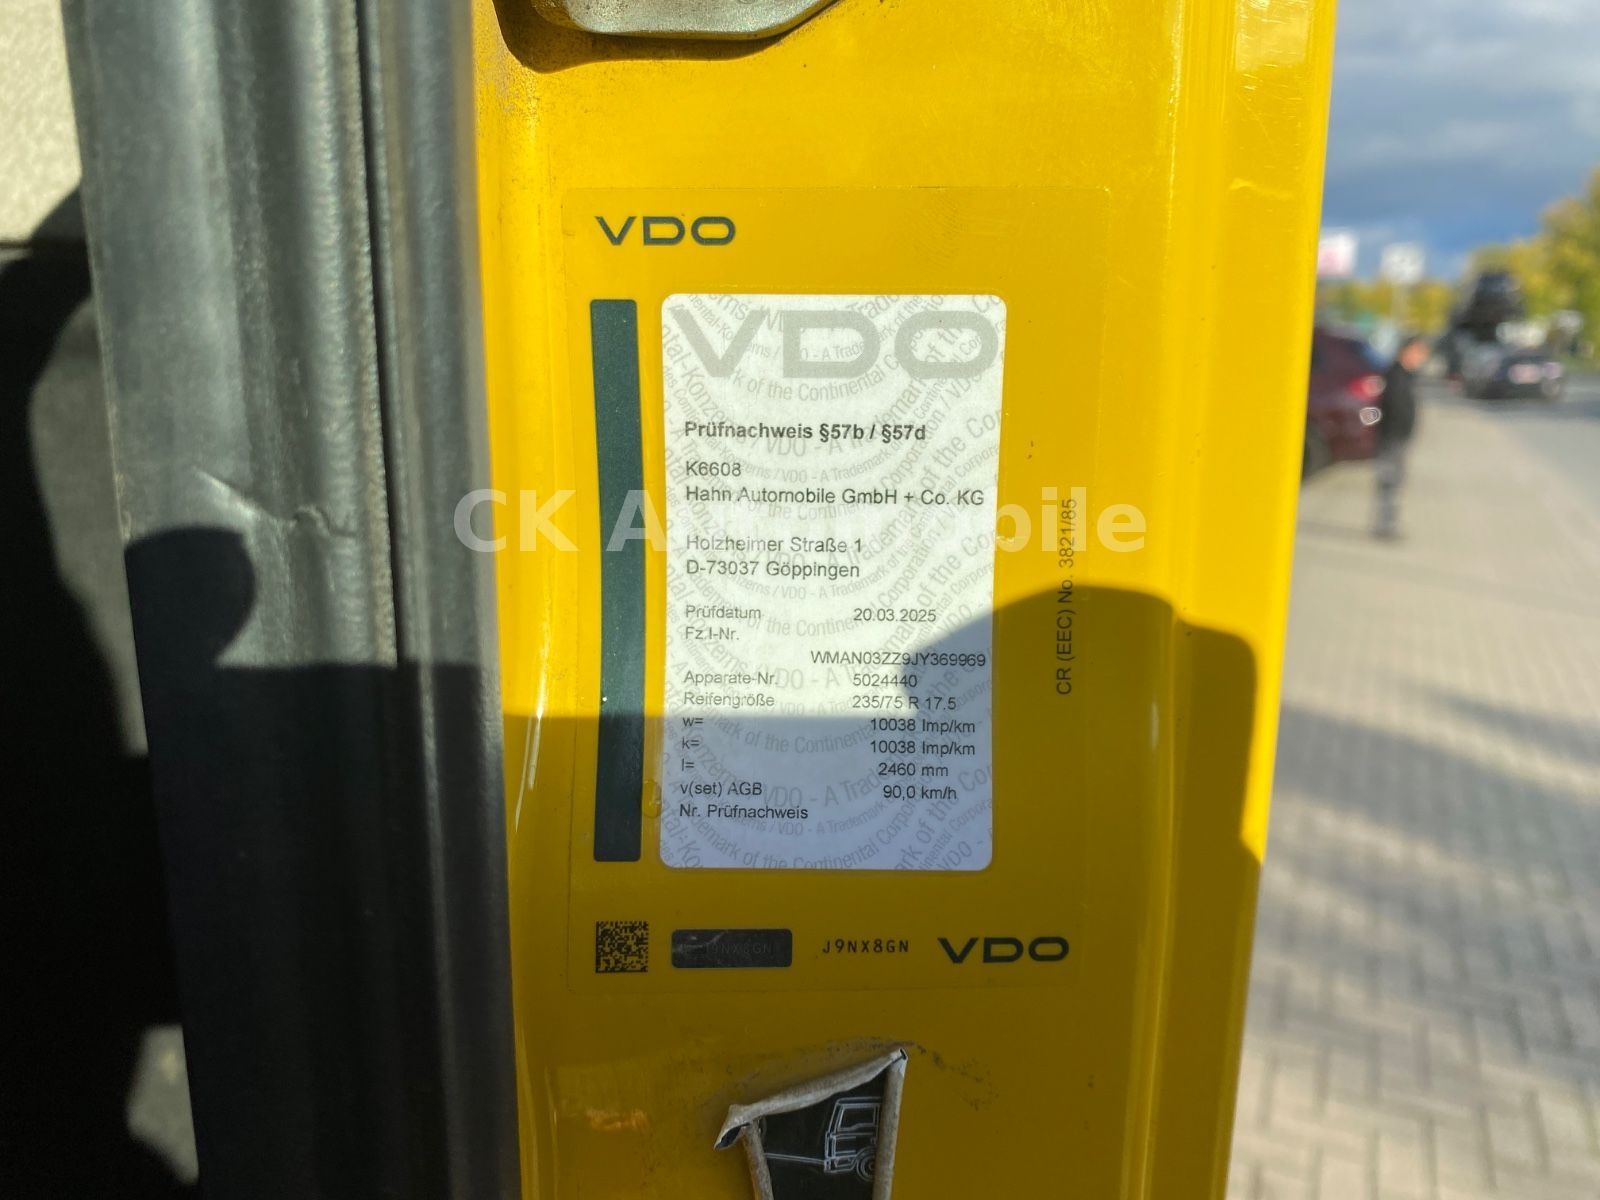 VDO
VDO
Prüfnachweis §57b / §57d
K6608
Hahn Automobile GmbH + Co. KG
CK Automobile
Holzheimer Straße 1
D-73037 Göppingen
Prüfdatum 20.03.2025
Fz.I-Nr.
WMAN03ZZ9JY369969
Apparate-Nr. 5024440
Reifengröße 235/75 R 17.5
w= 10038 Imp/km
k= 10038 Imp/km
l= 2460 mm
v(set) AGB 90,0 km/h
Nr. Prüfnachweis
CR (EEC) No. 3821/85
J9NX8GN J9NX8GN VDO